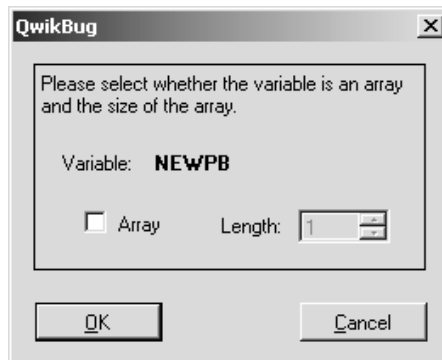 QwikBug
Please select whether the variable is an array
and the size of the array.
Variable: NEWPB
Array Length: 1
OK Cancel